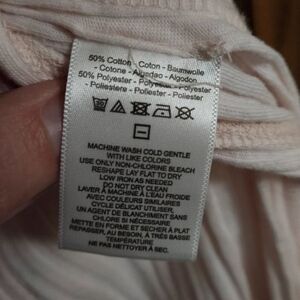 50% Cotton - Coton - Baumwolle
- Cotone - Algodao - Algodon
50% Polyester - Polyester - Polyester
- Poliestere - Poliester - Poliester
MACHINE WASH COLD GENTLE
WITH LIKE COLORS
USE ONLY NON-CHLORINE BLEACH
RESHAPE LAY FLAT TO DRY
LOW IRON AS NEEDED
DO NOT DRY CLEAN
LAVER À MACHINE À L'EAU FROIDE
AVEC COULEURS SIMILAIRES
CYCLE DÉLICAT UTILISER.
UN AGENT DE BLANCHIMENT SANS
CHLORE SI NÉCESSAIRE
METTE EN FORME ET SÉCHER À PLAT
REPASSER, AU BESOIN, À TRÈS BASSE
TEMPÉRATURE
NE PAS NETTOYER À SEC.